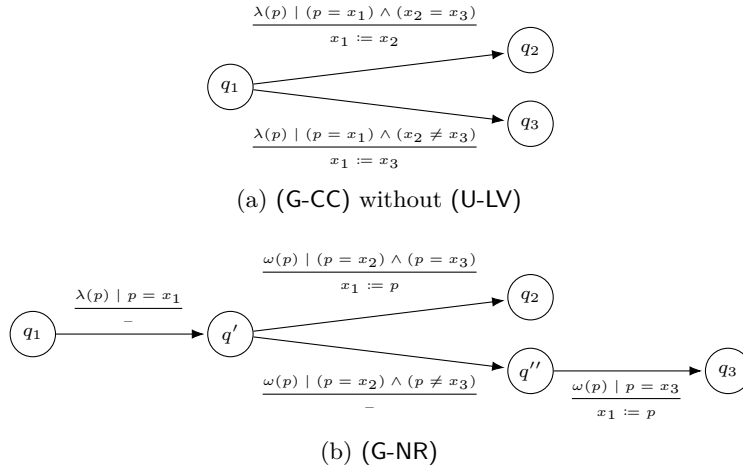 λ(p) | (p = x₁) ∧ (x₂ = x₃)
x₁ := x₂
q₂
q₁
q₃
λ(p) | (p = x₁) ∧ (x₂ ≠ x₃)
x₁ := x₃
(a) (G-CC) without (U-LV)
ω(p) | (p = x₂) ∧ (p = x₃)
x₁ := p
λ(p) | p = x₁
–
q₂
q₁
q′
q″
q₃
ω(p) | (p = x₂) ∧ (p ≠ x₃)
–
ω(p) | p = x₃
x₁ := p
(b) (G-NR)